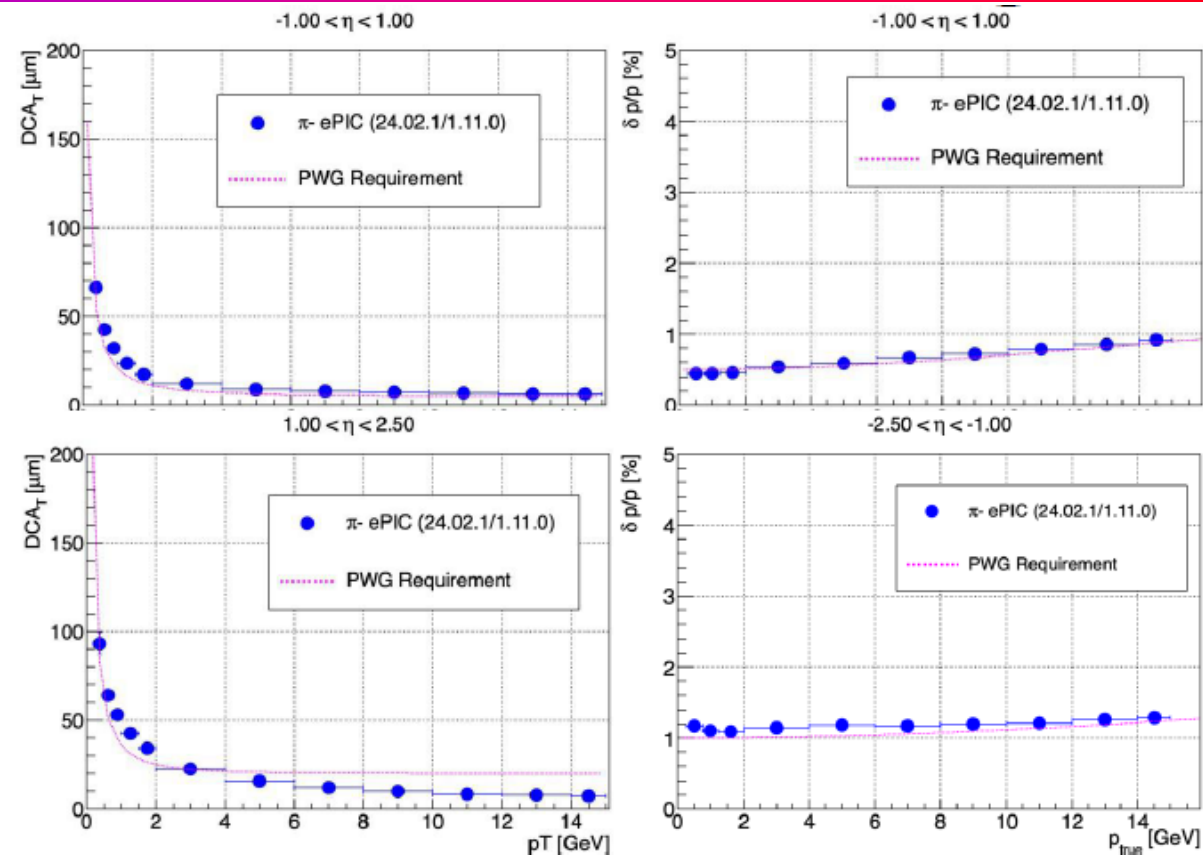 -1.00 < η < 1.00
DCA_T [μm]
200
150
100
50
0
π- ePIC (24.02.1/1.11.0)
PWG Requirement
-1.00 < η < 1.00
δ p/p [%]
5
4
3
2
1
0
π- ePIC (24.02.1/1.11.0)
PWG Requirement
1.00 < η < 2.50
DCA_T [μm]
200
150
100
50
0
π- ePIC (24.02.1/1.11.0)
PWG Requirement
0 2 4 6 8 10 12 14
pT [GeV]
-2.50 < η < -1.00
δ p/p [%]
5
4
3
2
1
0
π- ePIC (24.02.1/1.11.0)
PWG Requirement
0 2 4 6 8 10 12 14
p_true [GeV]